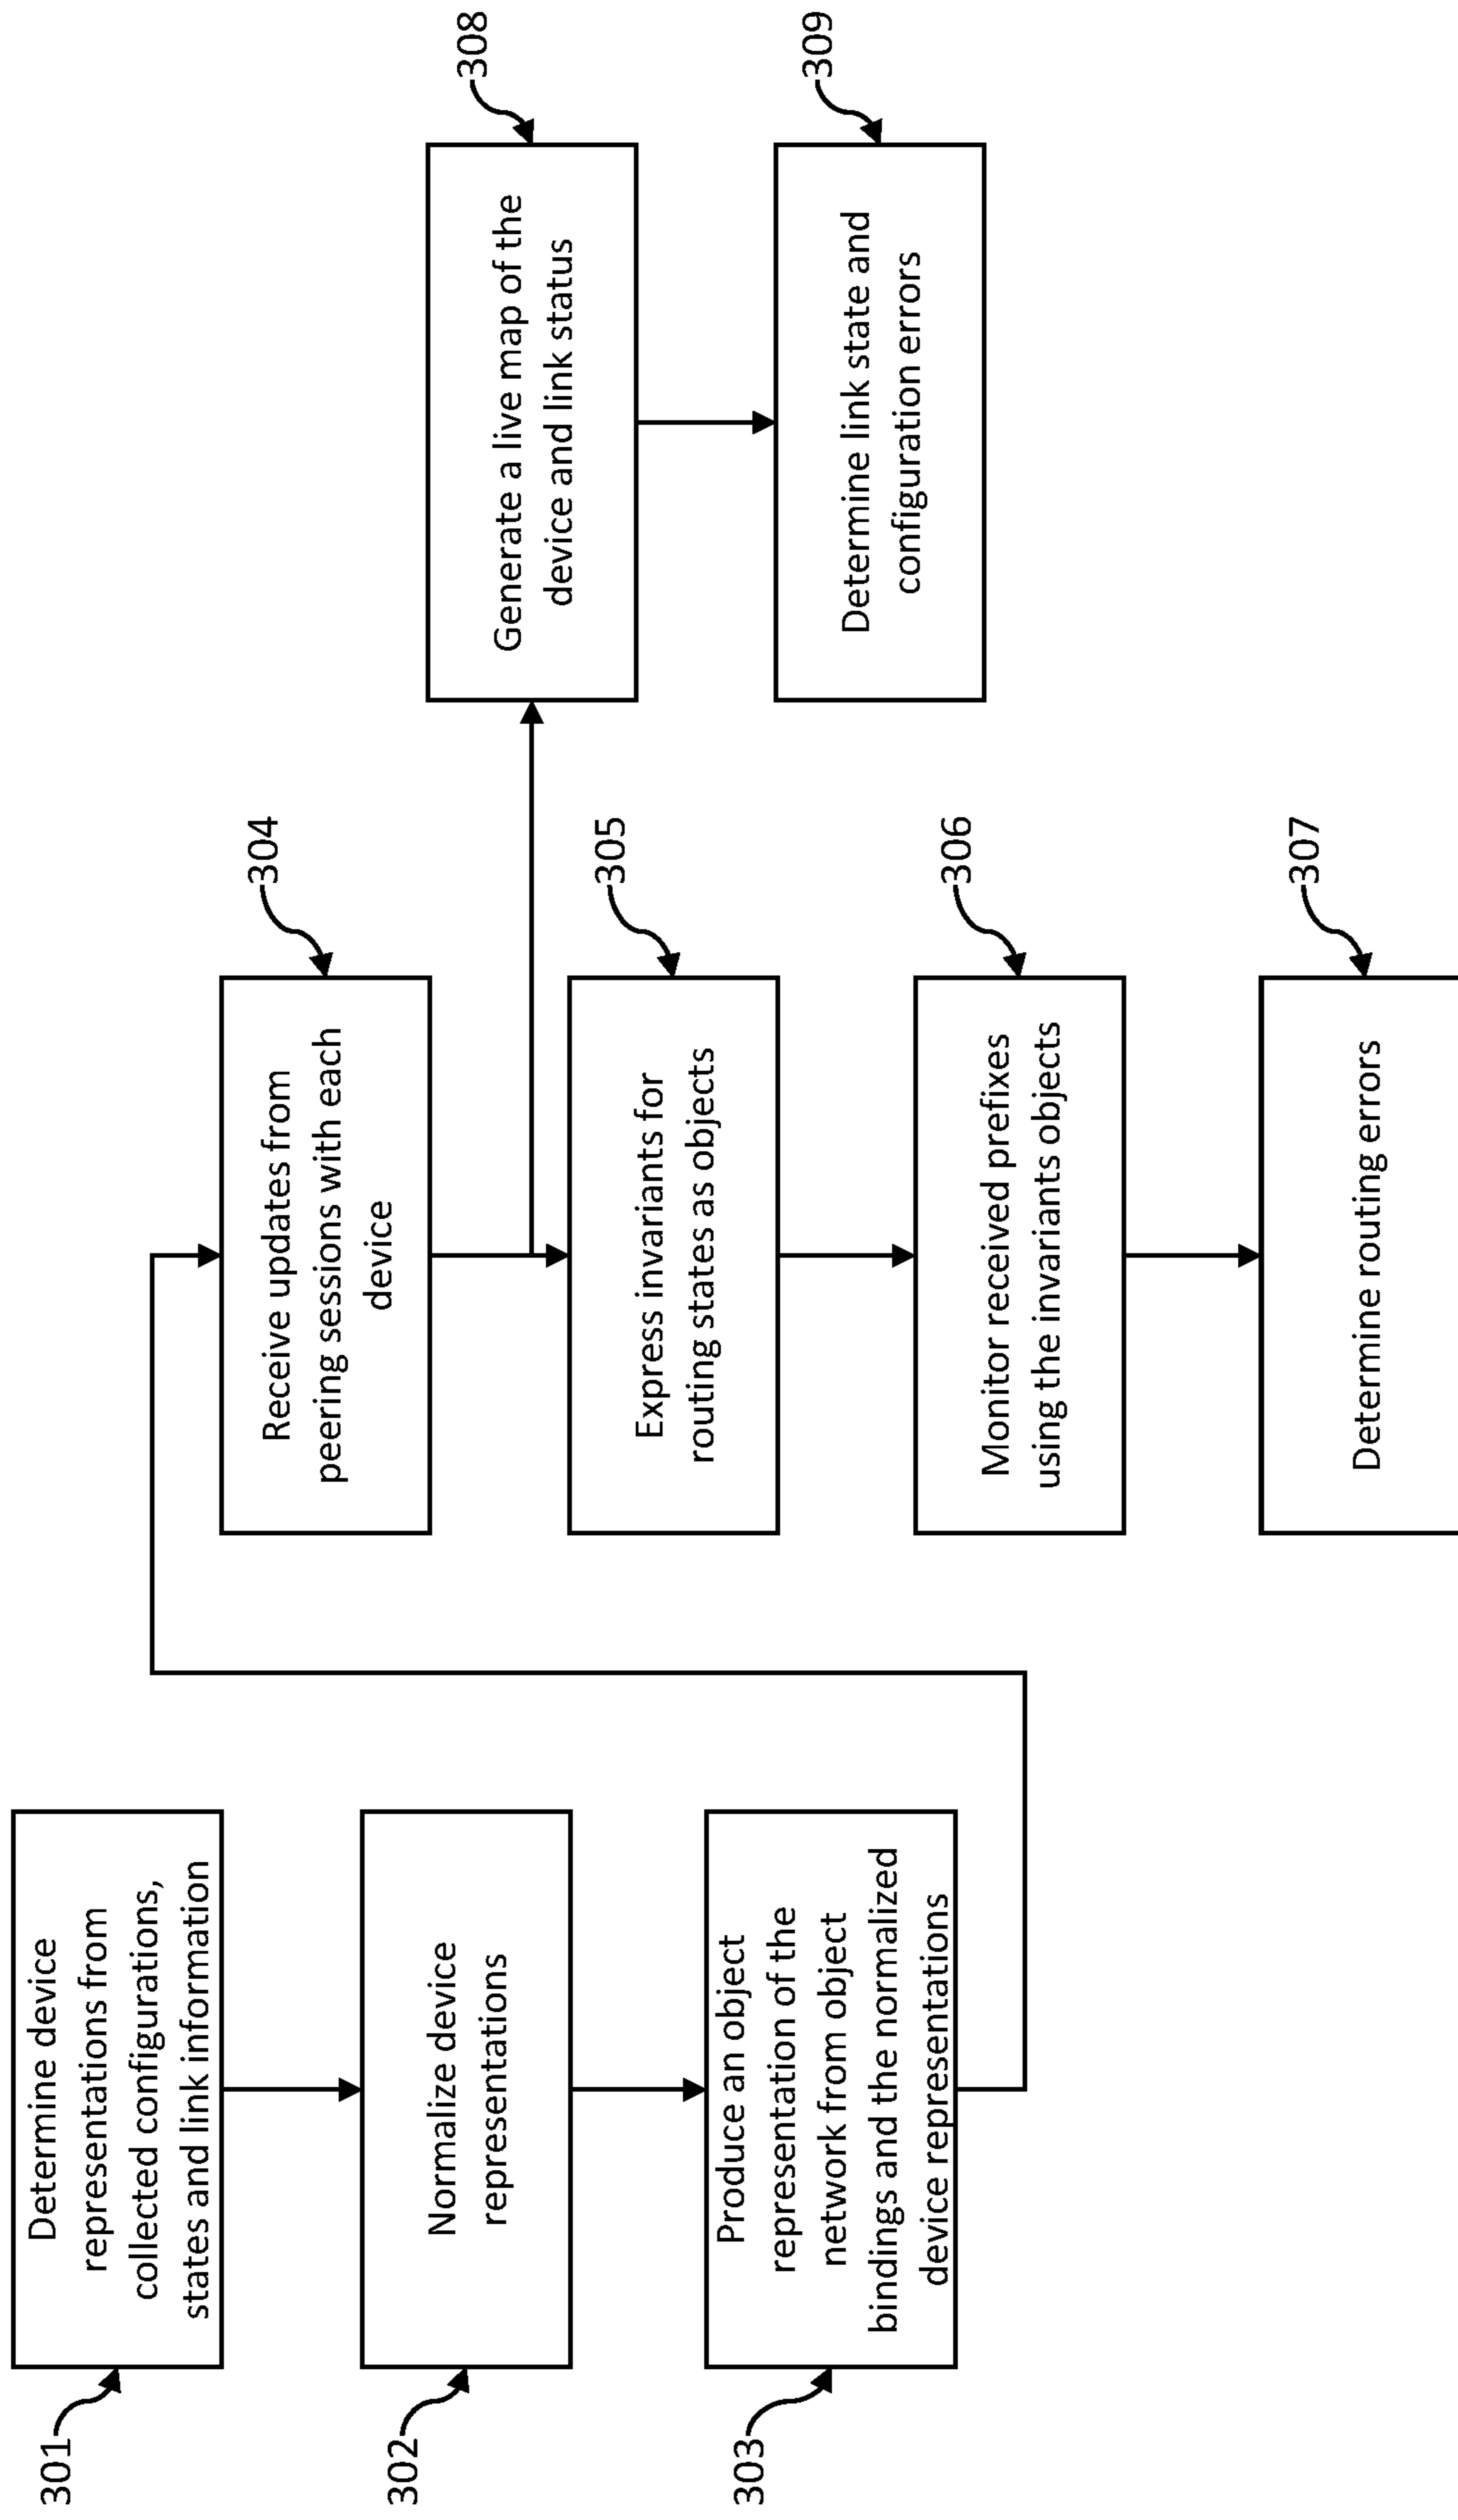 301
Determine device
representations from
collected configurations,
states and link information
302
Normalize device
representations
303
Produce an object
representation of the
network from object
bindings and the normalized
device representations
304
Receive updates from
peering sessions with each
device
305
Express invariants for
routing states as objects
306
Monitor received prefixes
using the invariants objects
307
Determine routing errors
308
Generate a live map of the
device and link status
309
Determine link state and
configuration errors